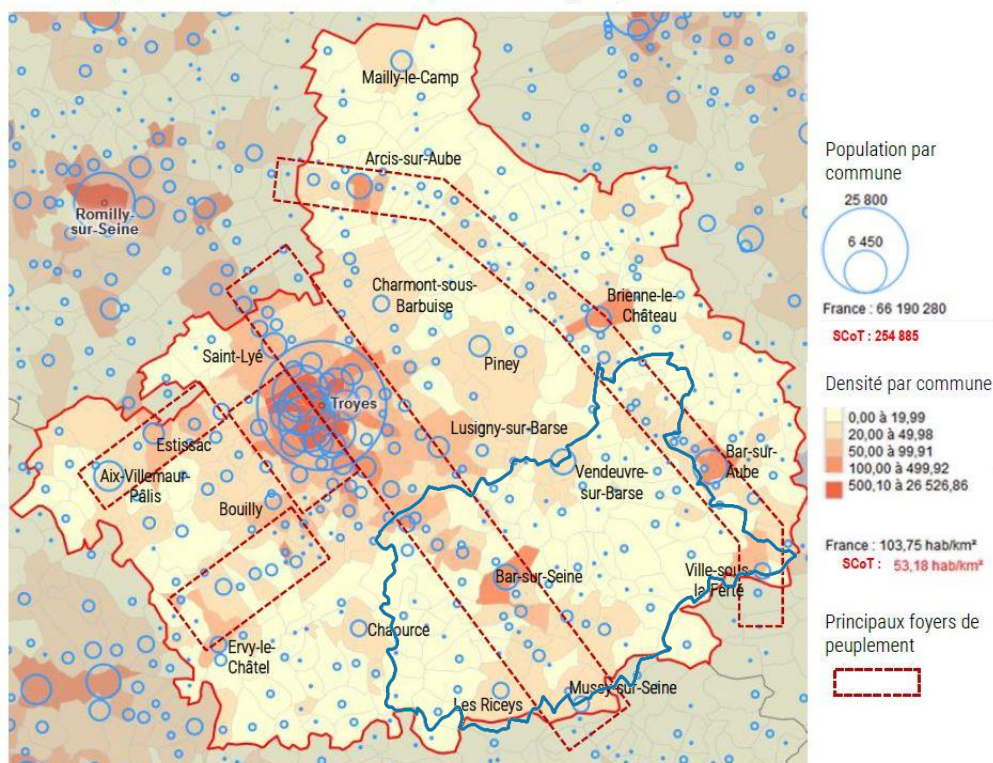 Mailly-le-Camp
Arcis-sur-Aube
Romilly-
sur-Seine
Charmont-sous-
Barbuise
Brienne-le-
Château
Saint-Lyé
Piney
Troyes
Lusigny-sur-Barse
Estissac
Bar-sur-
Aube
Vendeuvre-
sur-Barse
Aix-Villemaur-
Pâlis
Bouilly
Bar-sur-Seine
Ville-sous-
la-Ferté
Chaource
Ervy-le-
Châtel
Les Riceys
Mussy-sur-Seine
Population par
commune
25 800
6 450
France : 66 190 280
SCoT : 254 885
Densité par commune
0,00 à 19,99
20,00 à 49,98
50,00 à 99,91
100,00 à 499,92
500,10 à 26 526,86
France : 103,75 hab/km²
SCoT : 53,18 hab/km²
Principaux foyers de
peuplement